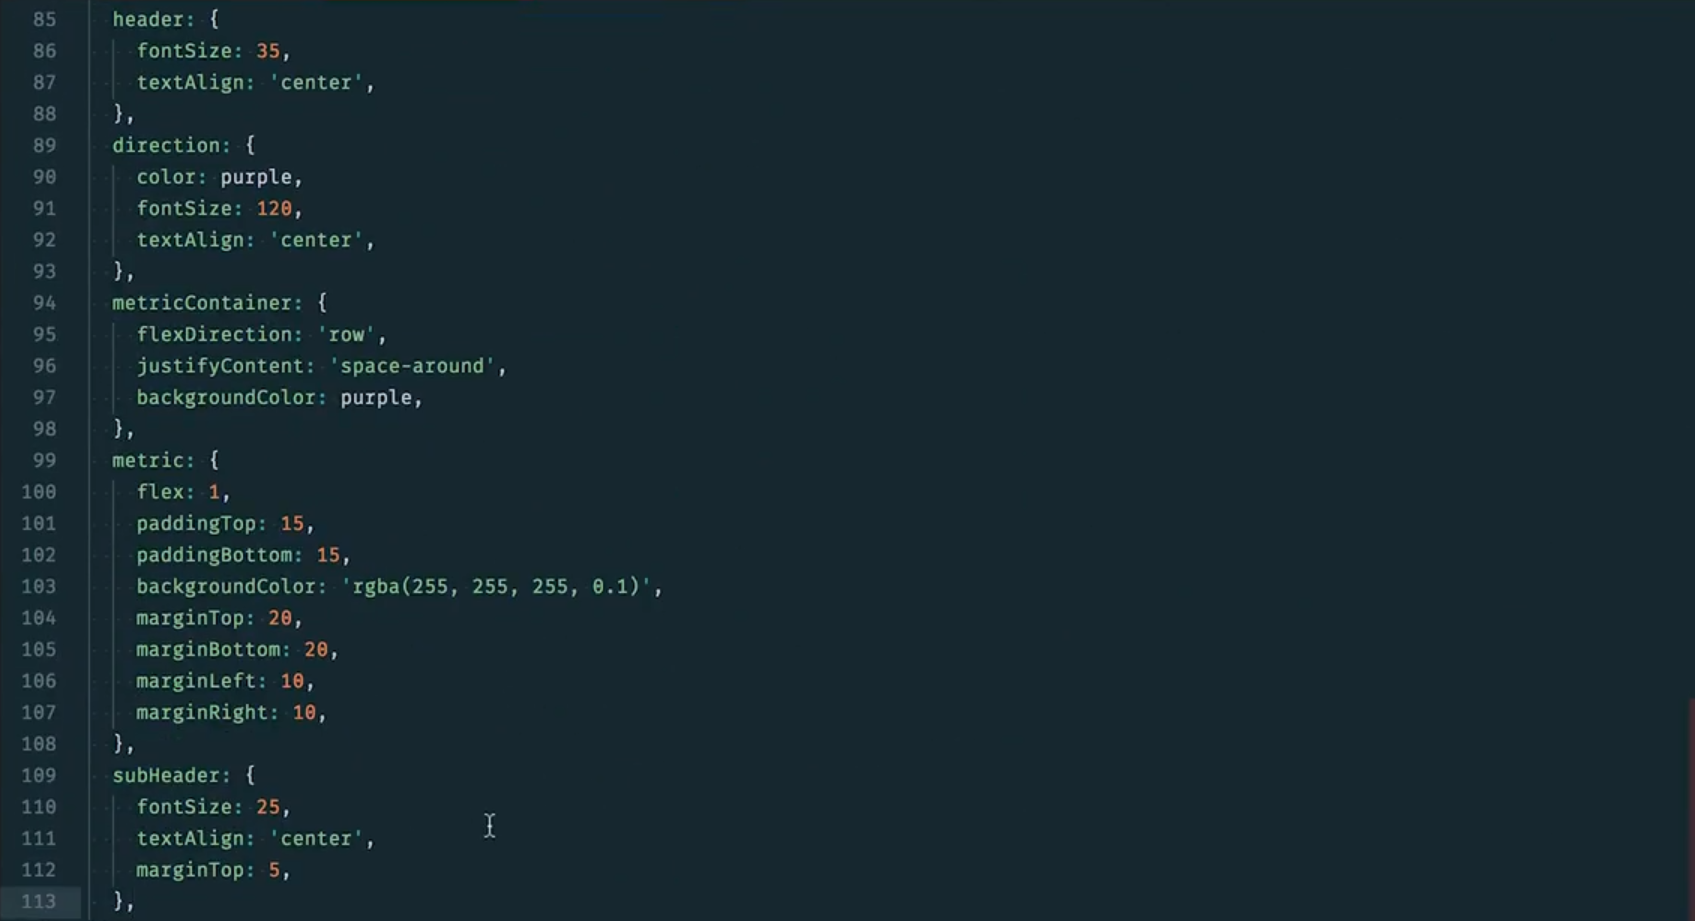 85 header: {
86 fontSize: 35,
87 textAlign: 'center',
88 },
89 direction: {
90 color: purple,
91 fontSize: 120,
92 textAlign: 'center',
93 },
94 metricContainer: {
95 flexDirection: 'row',
96 justifyContent: 'space-around',
97 backgroundColor: purple,
98 },
99 metric: {
100 flex: 1,
101 paddingTop: 15,
102 paddingBottom: 15,
103 backgroundColor: 'rgba(255, 255, 255, 0.1)',
104 marginTop: 20,
105 marginBottom: 20,
106 marginLeft: 10,
107 marginRight: 10,
108 },
109 subHeader: {
110 fontSize: 25,
111 textAlign: 'center',
112 marginTop: 5,
113 },